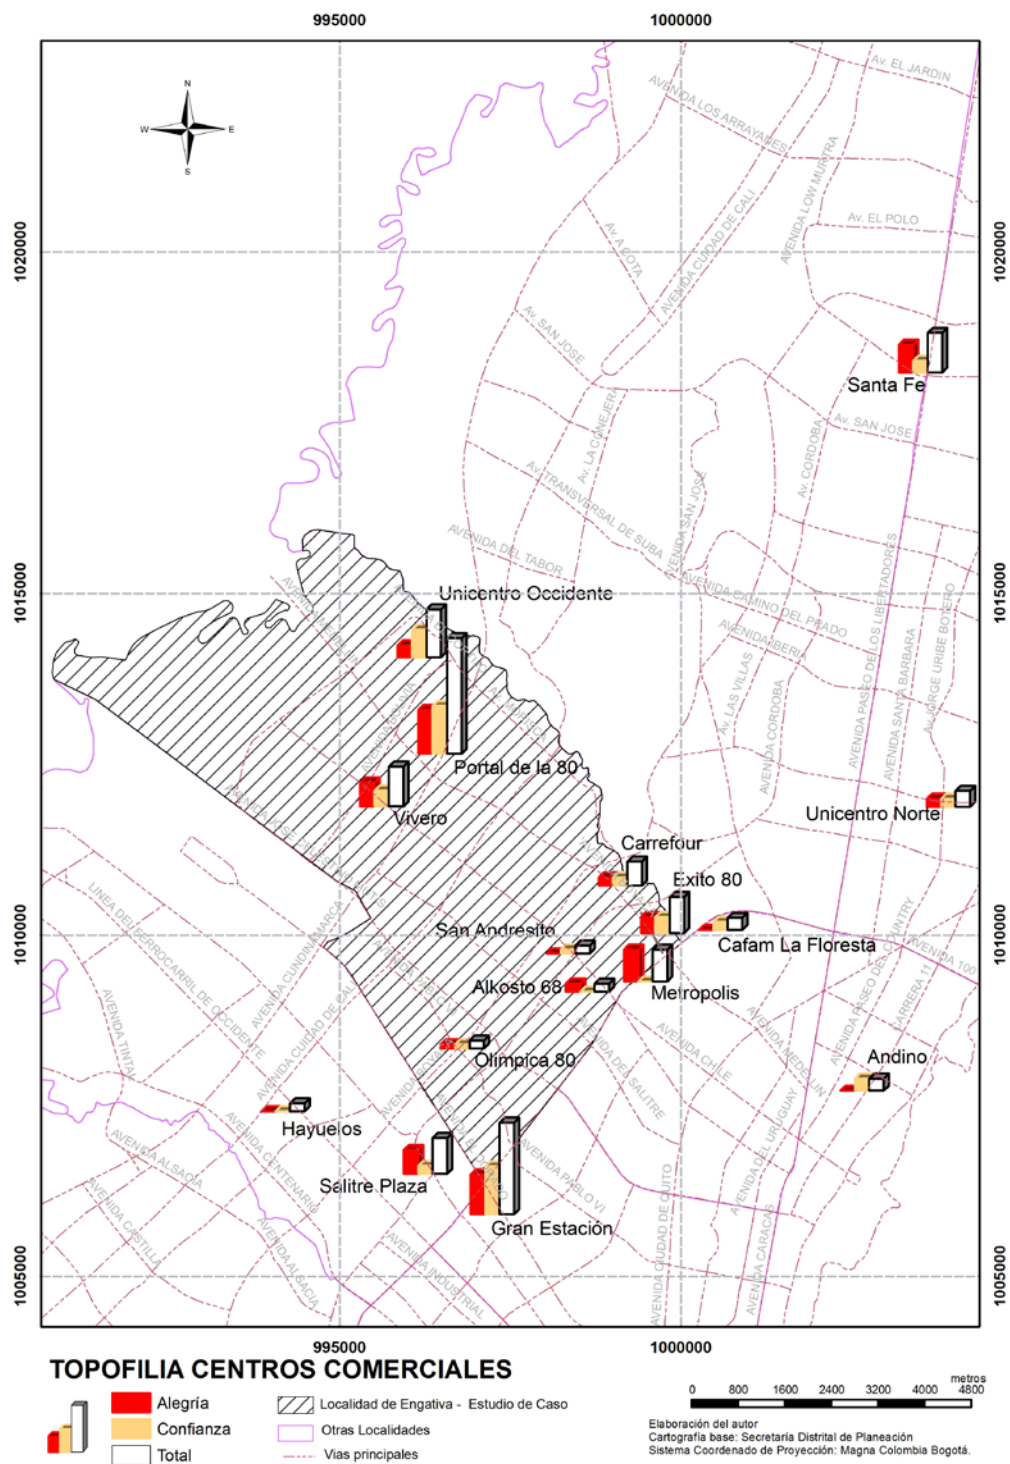 995000
1000000
N
W
E
S
Av. EL JARDIN
AVENIDA LOS ARRAYANES
AVENIDA LOW MURTRA
AVENIDA CUIDAD DE CALI
Av. EL POLO
1020000
1020000
Av. SAN JOSE
Santa Fe
Av. LA CONEJERA
Av. SAN JOSE
Av. CORDOBA
Av. TRANSVERSAL DE SUBA
AVENIDA SAN JOSE
AVENIDA DEL TABOR
AVENIDA PASEO DE LOS LIBERTADORES
AVENIDA CAMINO DEL PRADO
AVENIDA IBERIA
AVENIDA SANTA BARBARA
Av. JORGE URIBE BOTERO
1015000
1015000
Unicentro Occidente
Av. LAS VILLAS
AVENIDA CORDOBA
AVENIDA BOLIVIA
Portal de la 80
Vivero
Unicentro Norte
Carrefour
Exito 80
San Andresito
Cafam La Floresta
1010000
1010000
AVENIDA 100
LINEA DEL FERROCARRIL DE OCCIDENTE
AVENIDA CUNDINAMARCA
AVENIDA CUIDAD DE CALI
Alkosto 68
Metropolis
AVENIDA PASEO DEL COUNTRY
CARRERA 11
AVENIDA TINTAL
Olimpica 80
AVENIDA CHILE
AVENIDA MEDELLIN
AVENIDA DEL SALITRE
Andino
Hayuelos
AVENIDA DEL URUGUAY
AVENIDA ALSACIA
AVENIDA CENTENARIO
AVENIDA PABLO VI
Salitre Plaza
Gran Estación
AVENIDA CASTILLA
AVENIDA ALSACIA
AVENIDA INDUSTRIAL
AVENIDA CIUDAD DE QUITO
AVENIDA CARACAS
1005000
1005000
995000
1000000
TOPOFILIA CENTROS COMERCIALES
Alegría
Confianza
Total
Localidad de Engativa - Estudio de Caso
Otras Localidades
Vias principales
metros
0 800 1600 2400 3200 4000 4800
Elaboración del autor
Cartografía base: Secretaría Distrital de Planeación
Sistema Coordenado de Proyección: Magna Colombia Bogotá.